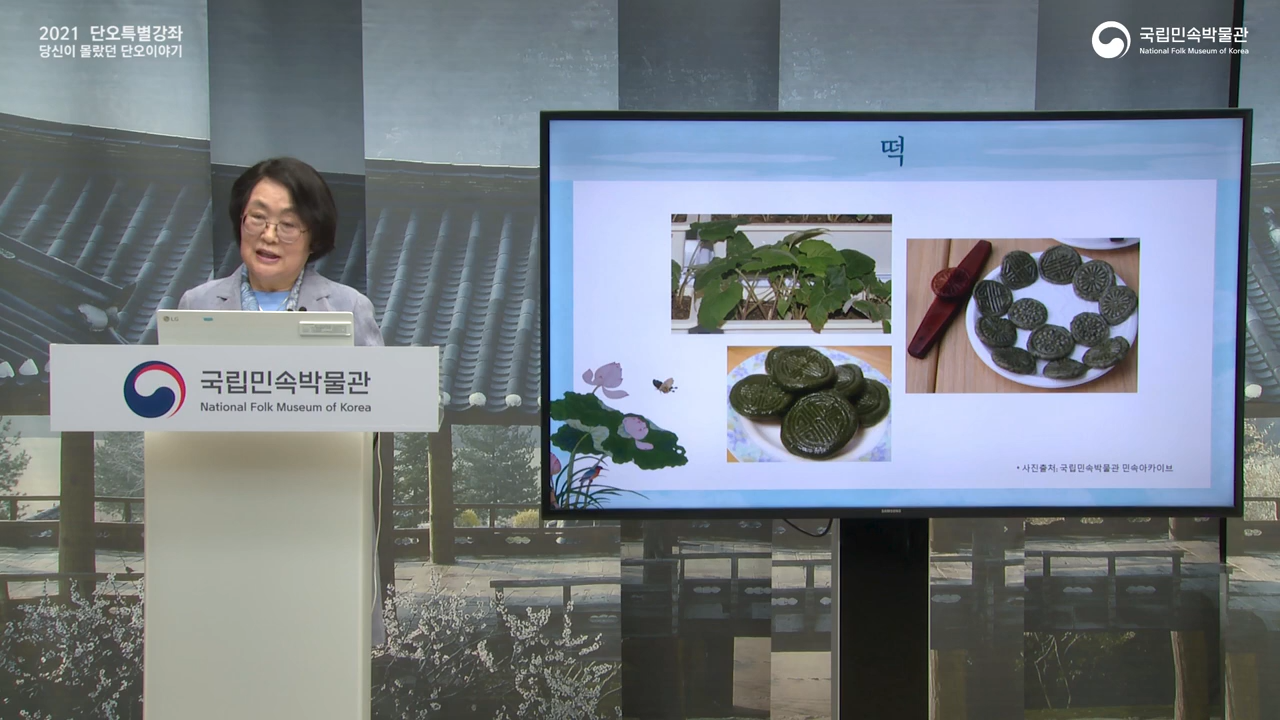 2021 단오특별강좌
당신이 몰랐던 단오이야기
국립민속박물관
National Folk Museum of Korea
떡
LG
국립민속박물관
National Folk Museum of Korea
* 사진출처: 국립민속박물관 민속아카이브
SAMSUNG